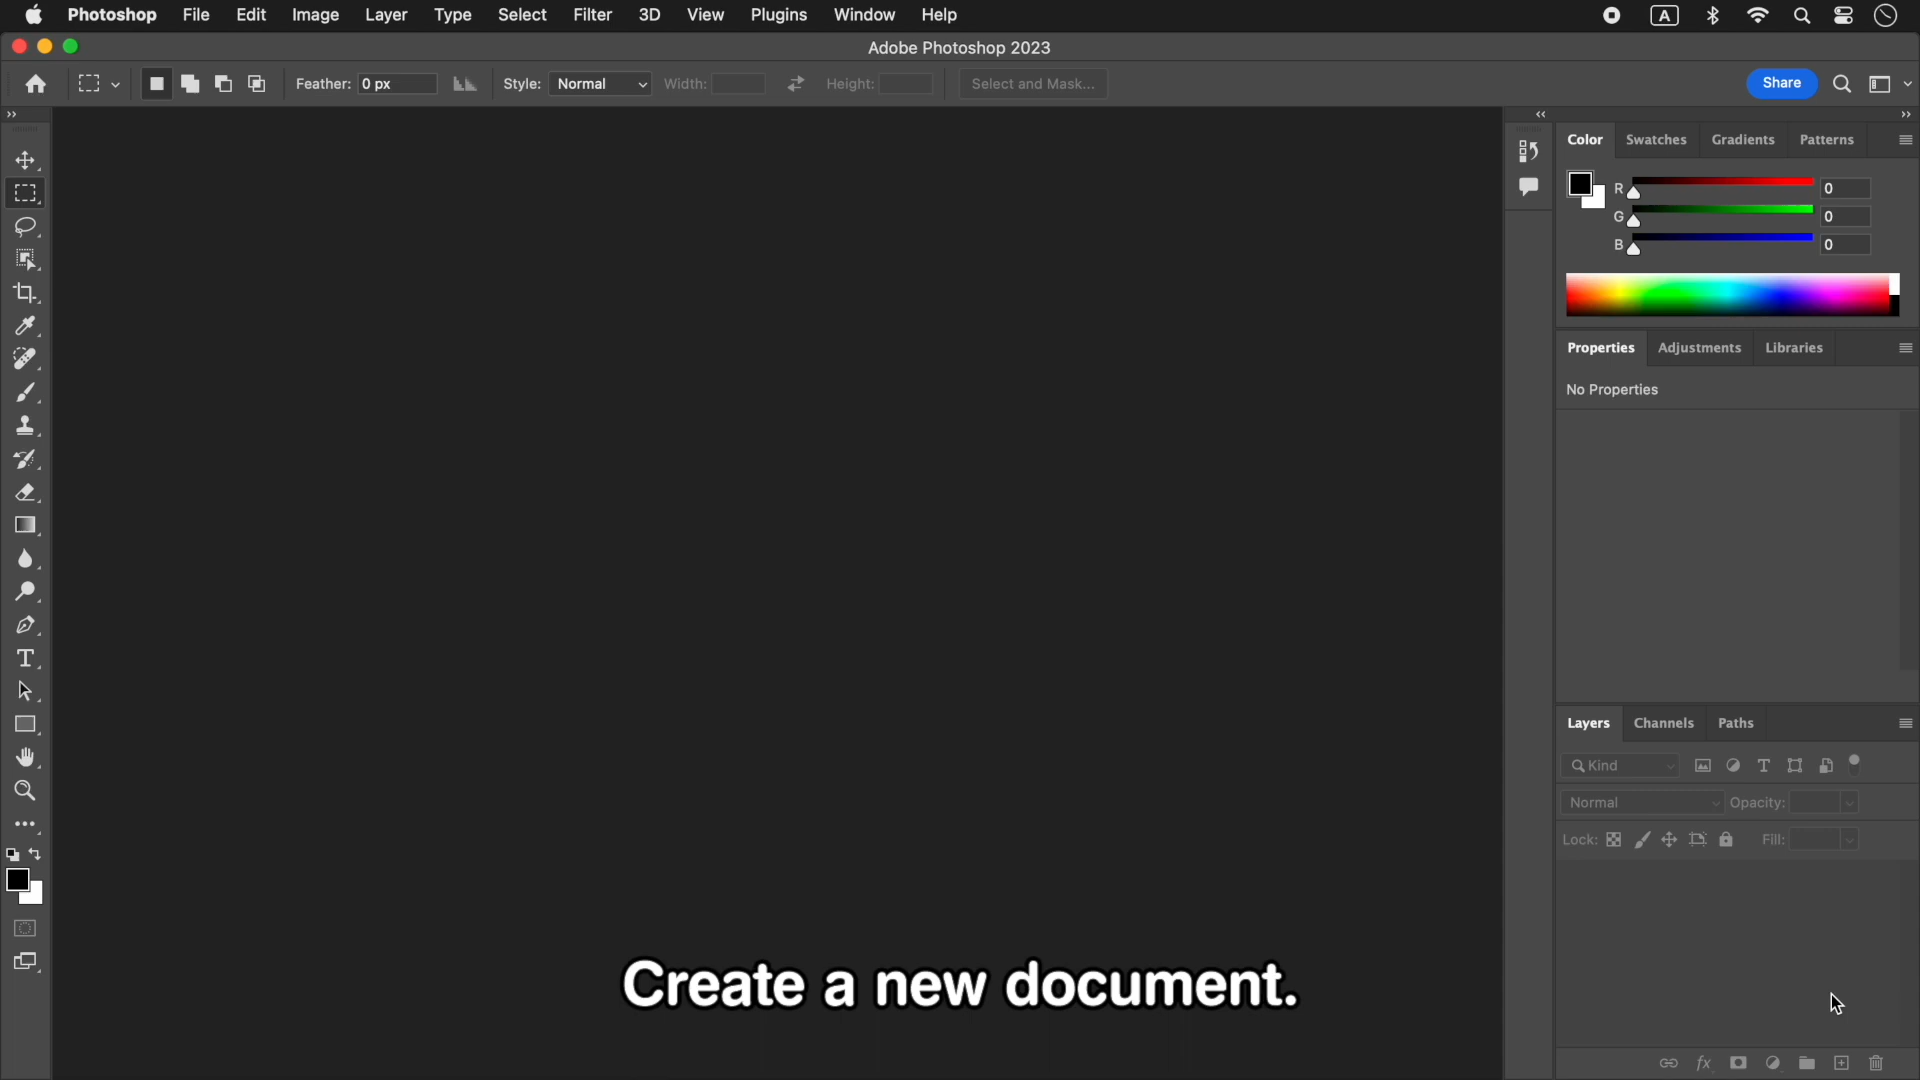 Photoshop File Edit Image Layer Type Select Filter 3D View Plugins Window Help A
Adobe Photoshop 2023
Feather: 0 px Style: Normal Width: Height: Select and Mask... Share
Color Swatches Gradients Patterns
R 0
G 0
B 0
Properties Adjustments Libraries
No Properties
Layers Channels Paths
Kind
Normal Opacity:
Lock: Fill:
fx
Create a new document.